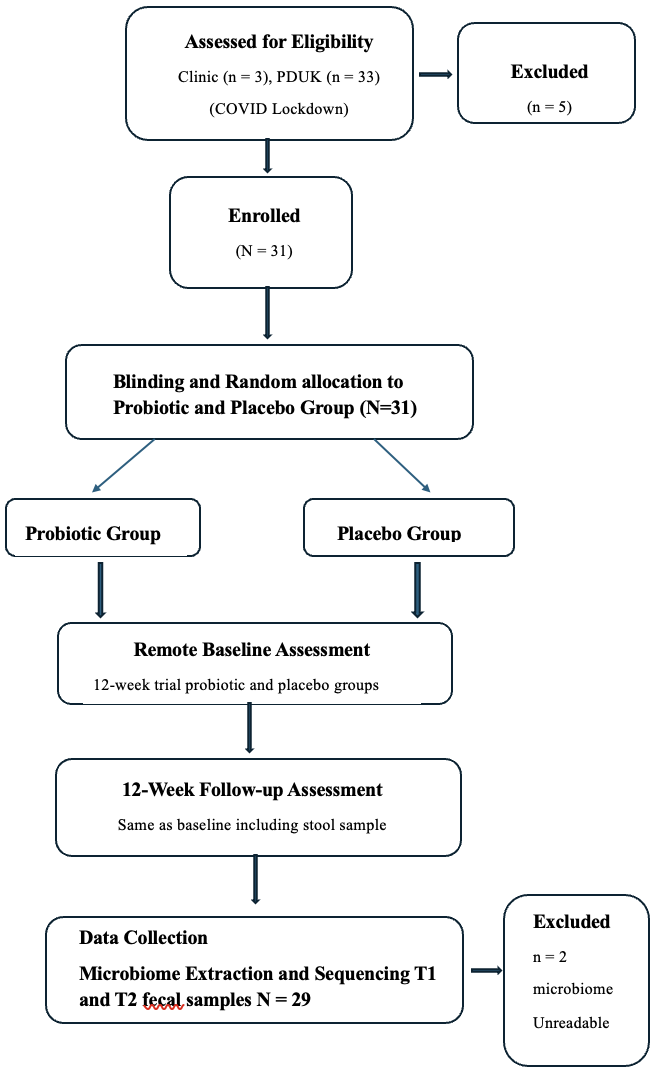 Assessed for Eligibility
Clinic (n = 3), PDUK (n = 33)
(COVID Lockdown)
Excluded
(n = 5)
Enrolled
(N = 31)
Blinding and Random allocation to
Probiotic and Placebo Group (N=31)
Probiotic Group
Placebo Group
Remote Baseline Assessment
12-week trial probiotic and placebo groups
12-Week Follow-up Assessment
Same as baseline including stool sample
Data Collection
Microbiome Extraction and Sequencing T1
and T2 fecal samples N = 29
Excluded
n = 2
microbiome
Unreadable